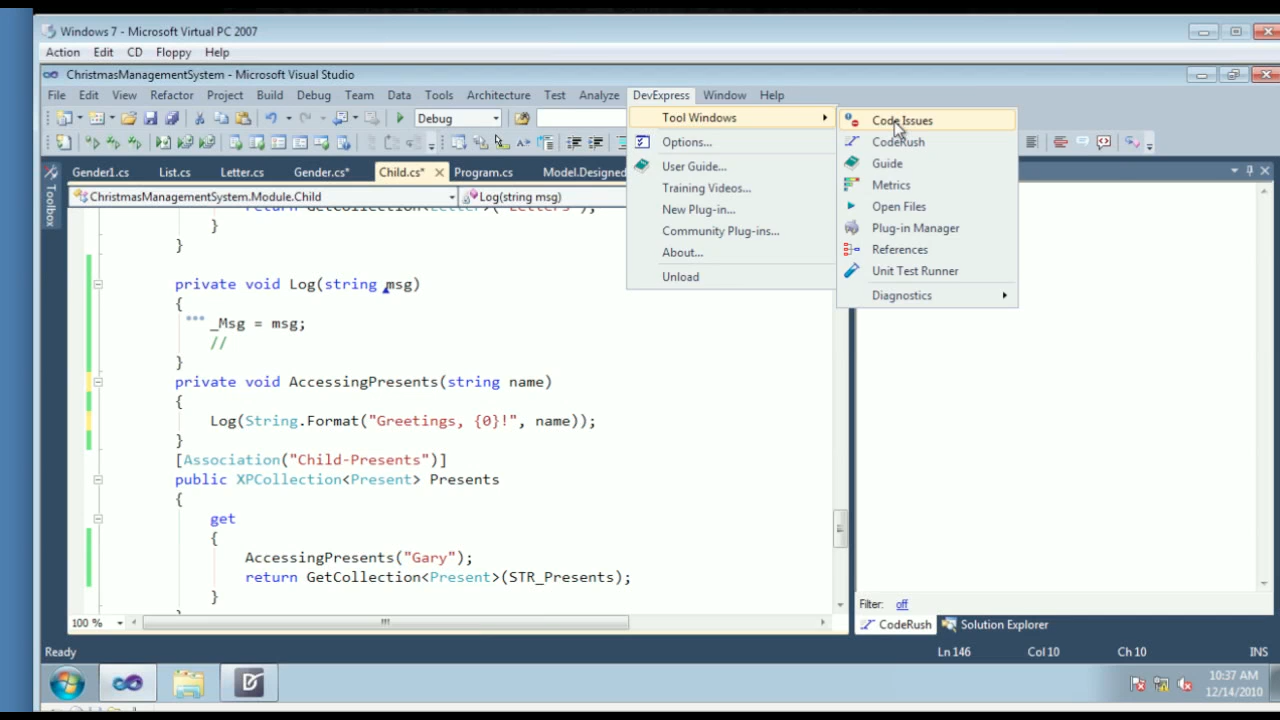 Windows 7 - Microsoft Virtual PC 2007
Action Edit CD Floppy Help
ChristmasManagementSystem - Microsoft Visual Studio
File Edit View Refactor Project Build Debug Team Data Tools Architecture Test Analyze DevExpress Window Help
Debug
Tool Windows
Options...
User Guide...
Training Videos...
New Plug-in...
Community Plug-ins...
About...
Unload
Code Issues
CodeRush
Guide
Metrics
Open Files
Plug-in Manager
References
Unit Test Runner
Diagnostics
Toolbox
Gender1.cs List.cs Letter.cs Gender.cs* Child.cs* Program.cs Model.Designed
ChristmasManagementSystem.Module.Child Log(string msg)
return GetCollection<Letter>("Letters");
}
}
private void Log(string msg)
{
_Msg = msg;
//
}
private void AccessingPresents(string name)
{
Log(String.Format("Greetings, {0}!", name));
}
[Association("Child-Presents")]
public XPCollection<Present> Presents
{
get
{
AccessingPresents("Gary");
return GetCollection<Present>(STR_Presents);
}
100 %
Filter: off
CodeRush Solution Explorer
Ready Ln 146 Col 10 Ch 10 INS
10:37 AM
12/14/2010